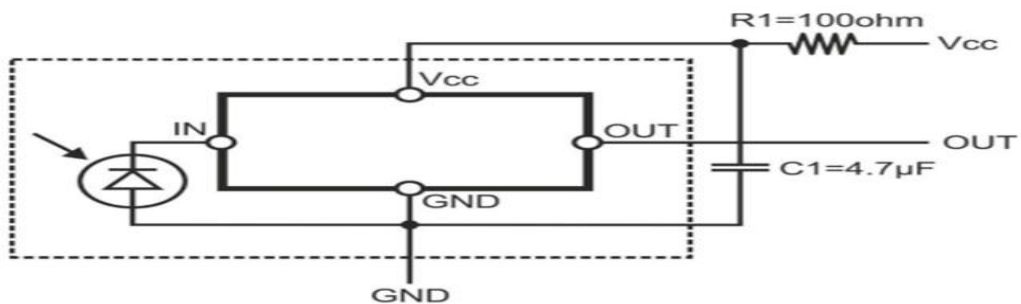 R1=100ohm
Vcc
Vcc
IN
OUT
OUT
C1=4.7µF
GND
GND